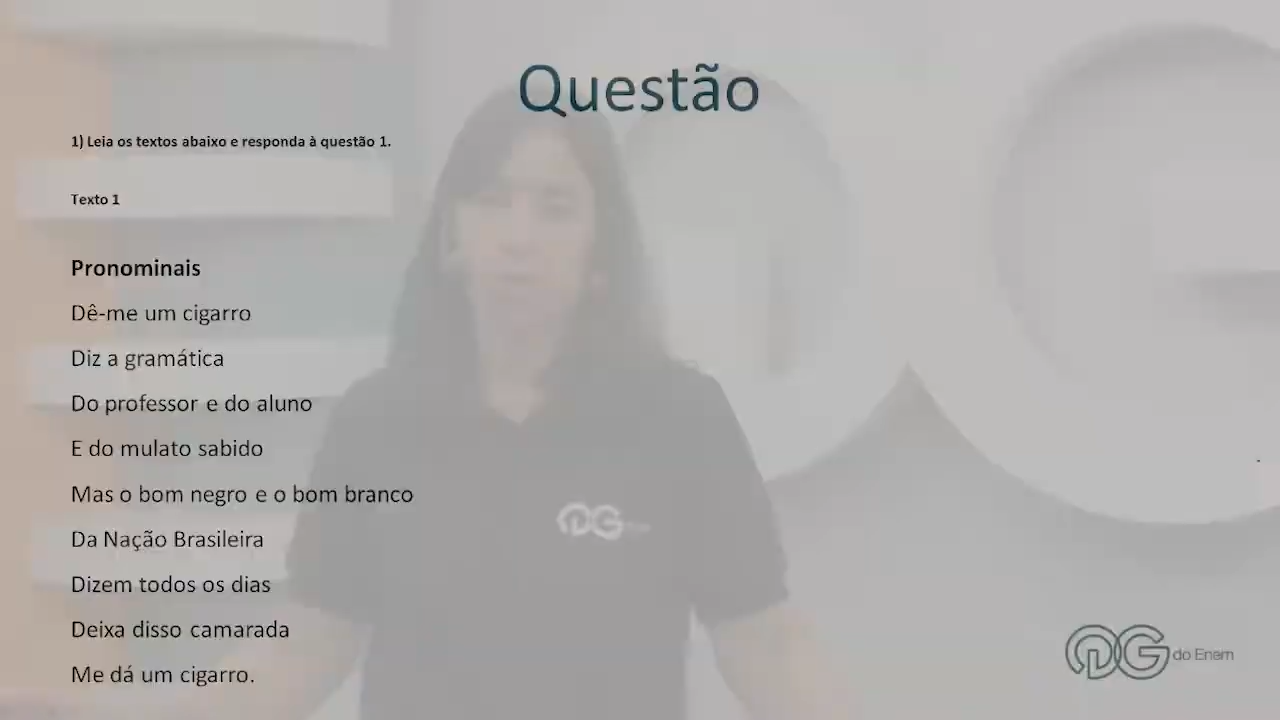 Questão
1) Leia os textos abaixo e responda à questão 1.
Texto 1
Pronominais
Dê-me um cigarro
Diz a gramática
Do professor e do aluno
E do mulato sabido
Mas o bom negro e o bom branco
Da Nação Brasileira
Dizem todos os dias
Deixa disso camarada
Me dá um cigarro.
DG do Enem